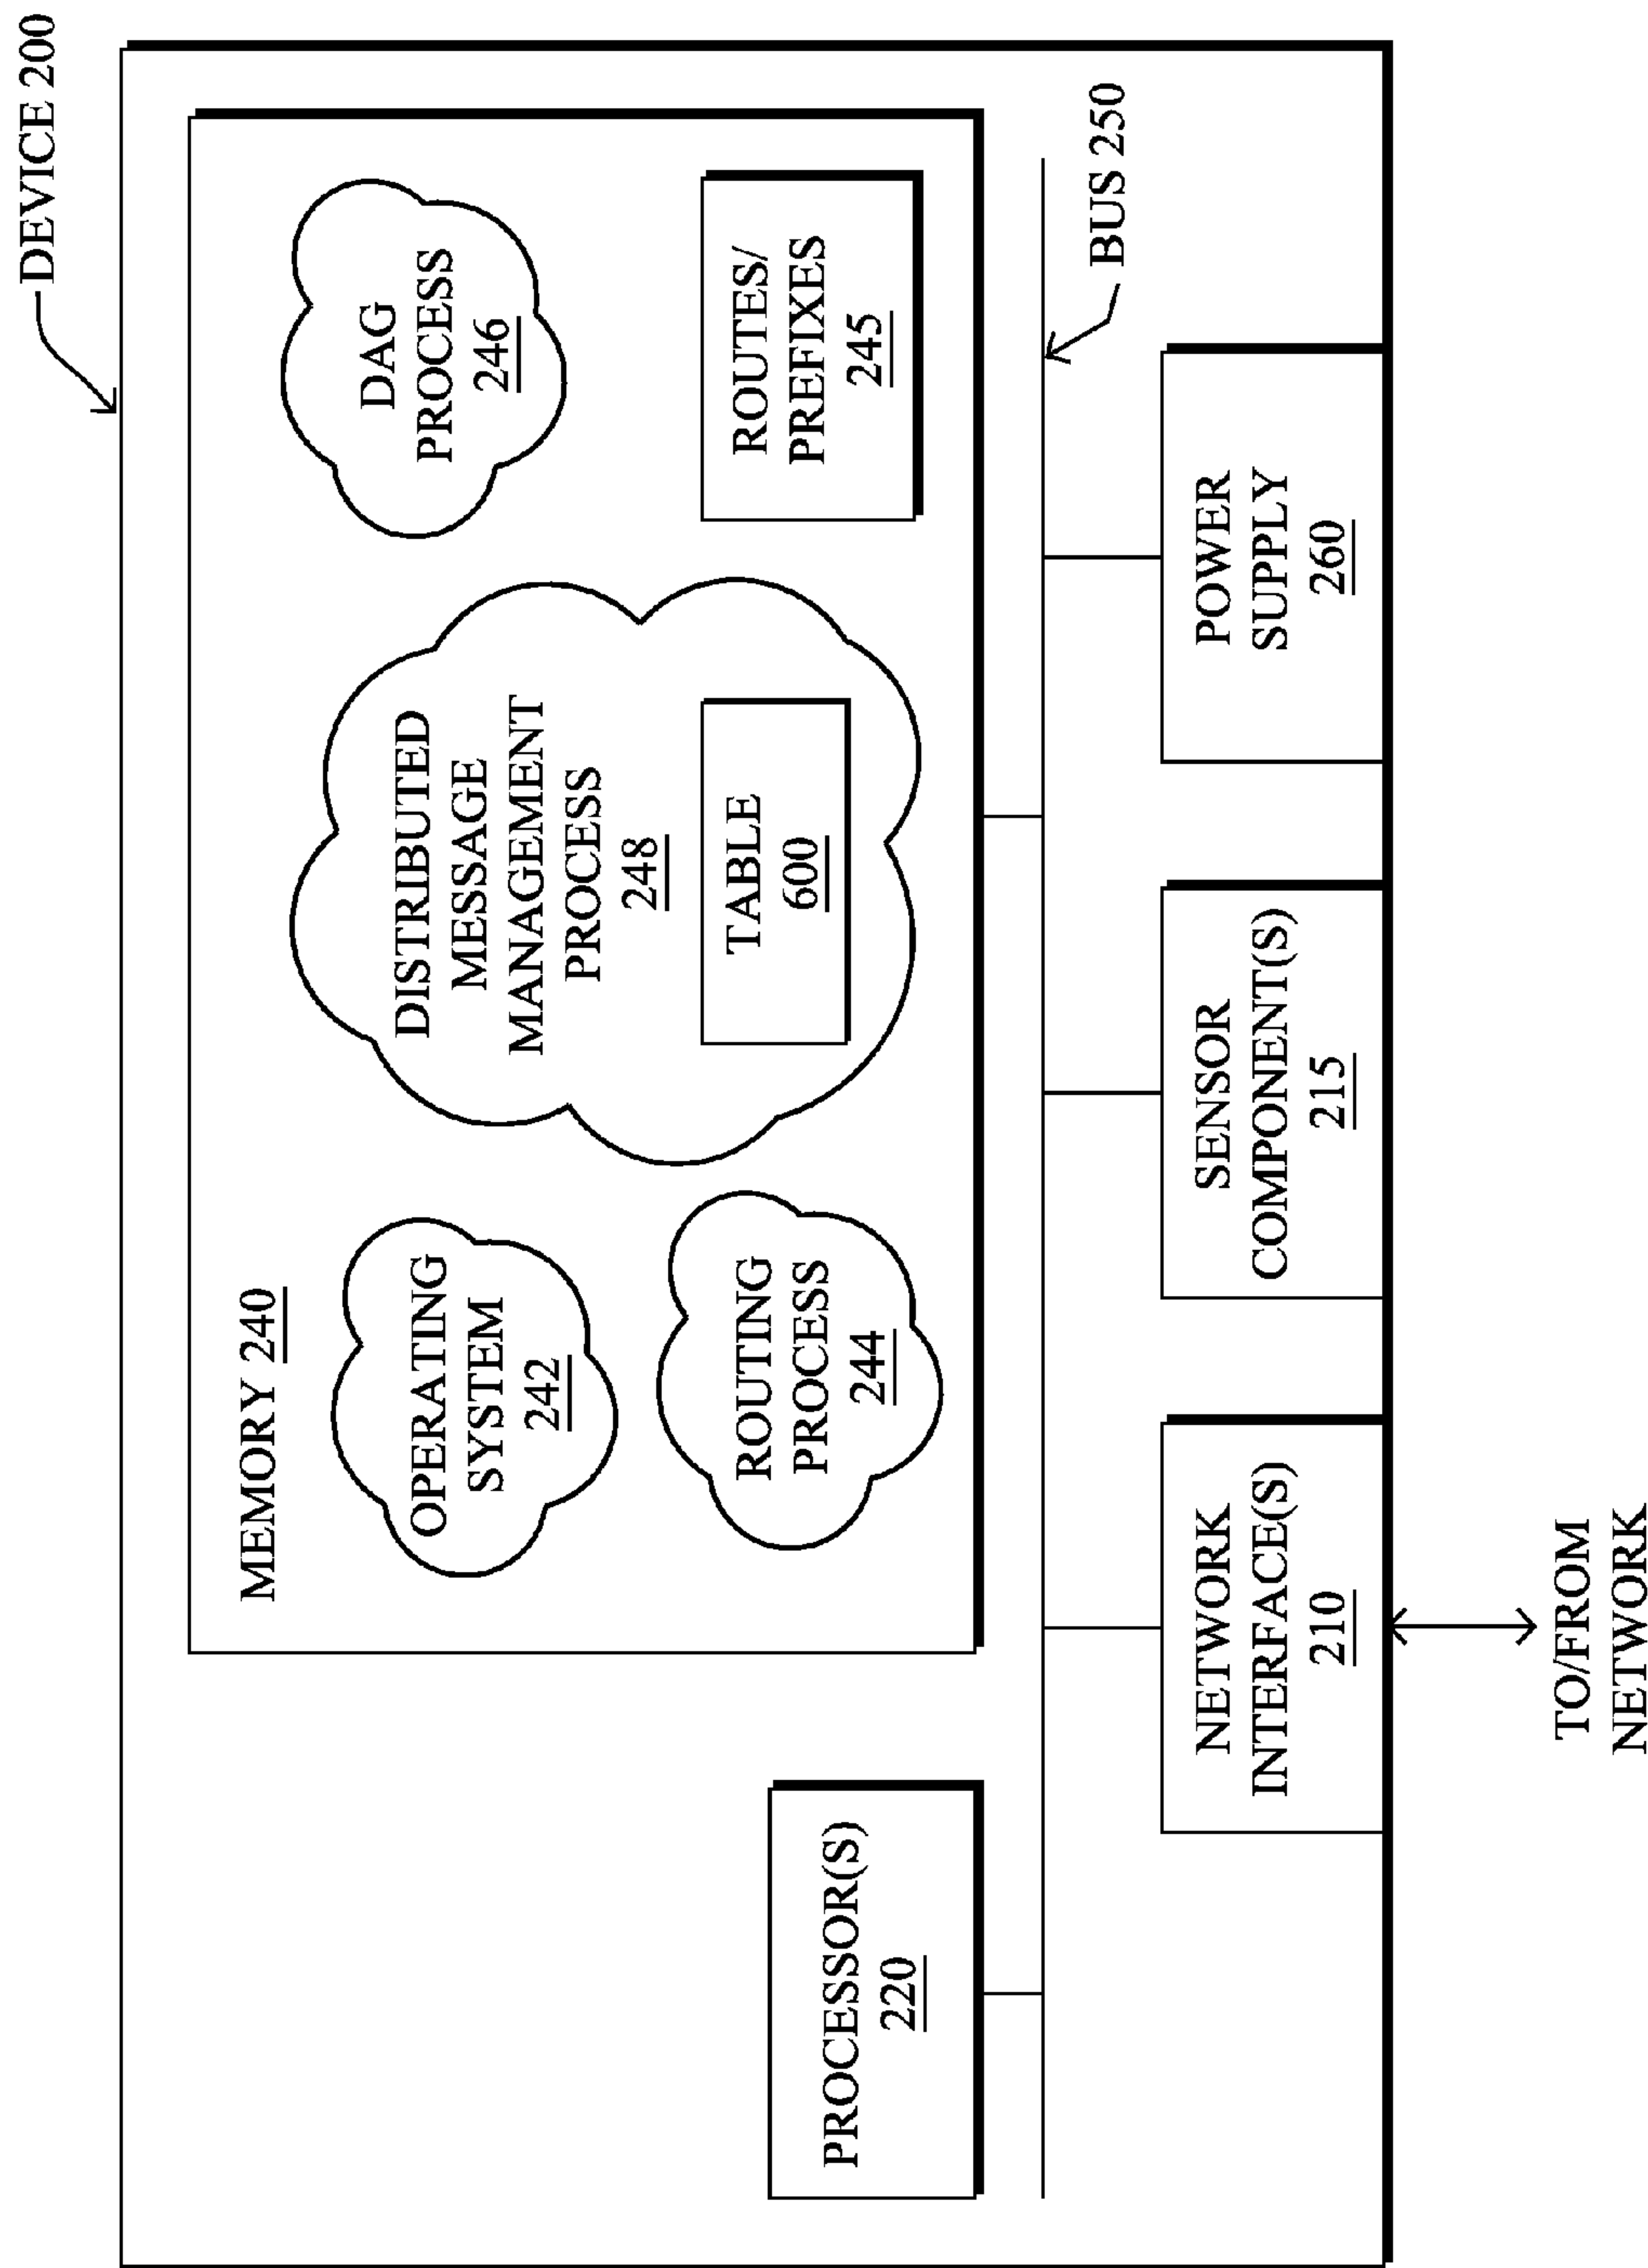 DEVICE 200
MEMORY 240
OPERATING
SYSTEM
242
ROUTING
PROCESS
244
DISTRIBUTED
MESSAGE
MANAGEMENT
PROCESS
248
TABLE
600
DAG
PROCESS
246
ROUTES/
PREFIXES
245
PROCESSOR(S)
220
BUS 250
NETWORK
INTERFACE(S)
210
SENSOR
COMPONENT(S)
215
POWER
SUPPLY
260
TO/FROM
NETWORK